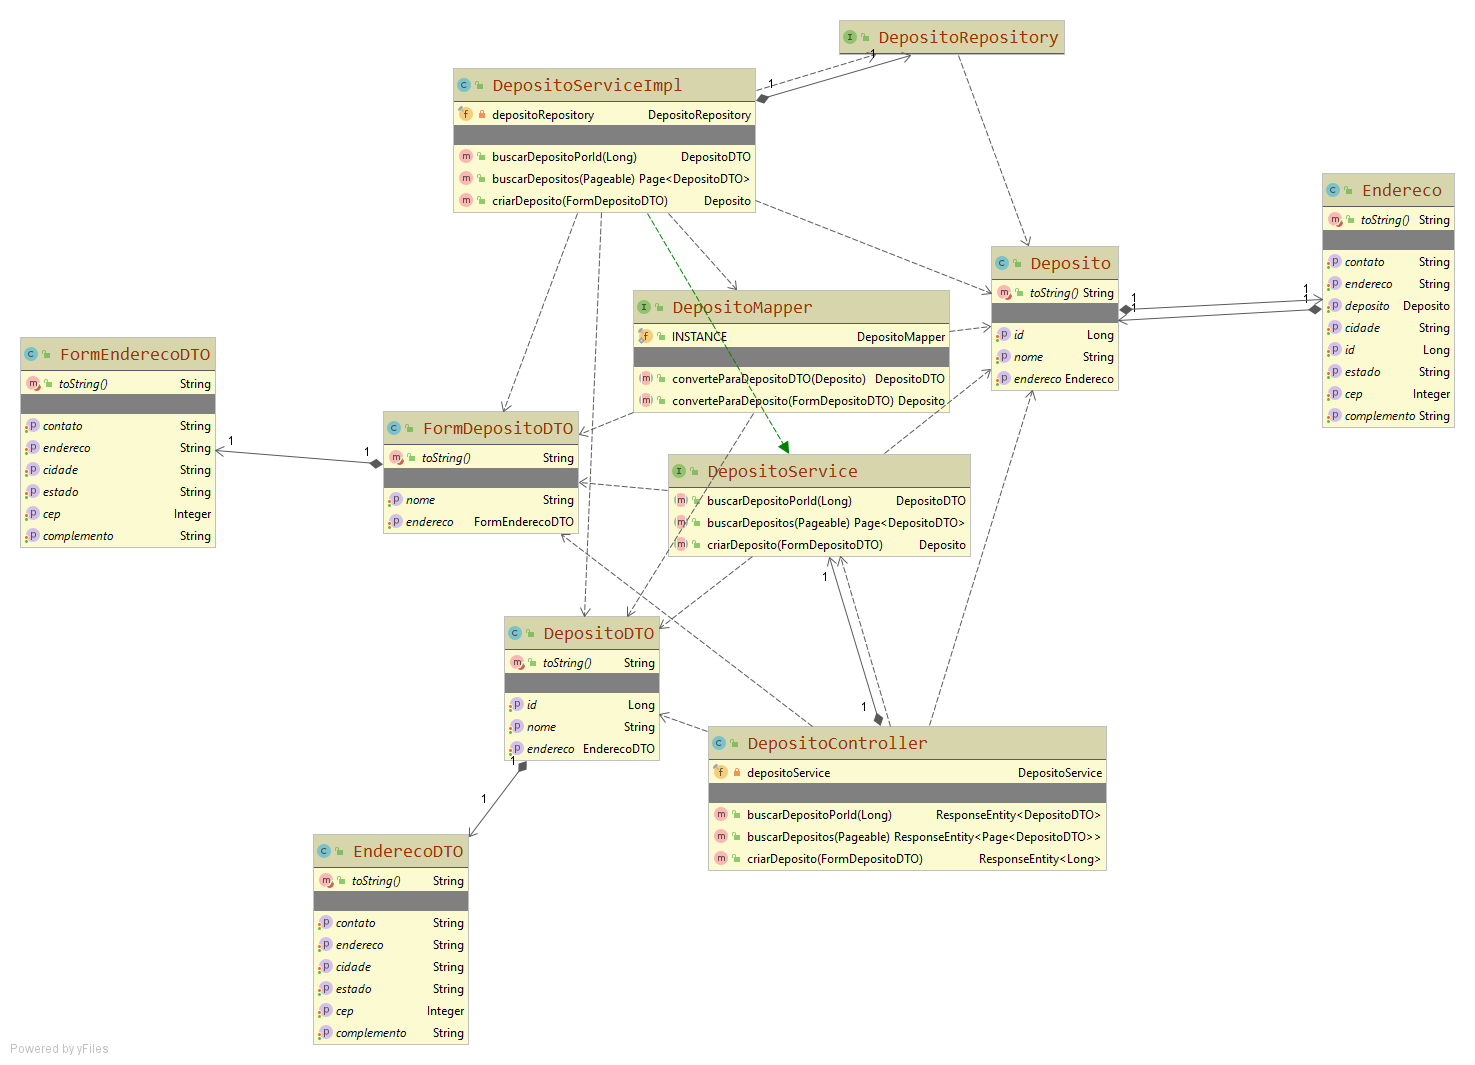 DepositoRepository
1
1
DepositoServiceImpl
depositoRepository DepositoRepository
buscarDepositoPorId(Long) DepositoDTO
buscarDepositos(Pageable) Page<DepositoDTO>
criarDeposito(FormDepositoDTO) Deposito
Endereco
toString() String
contato String
endereco String
deposito Depósito
cidade String
id Long
estado String
cep Integer
complemento String
Deposito
toString() String
id Long
nome String
endereco Endereco
1
1
1
1
DepositoMapper
INSTANCE DepositoMapper
converteParaDepositoDTO(Deposito) DepositoDTO
converteParaDeposito(FormDepositoDTO) Deposito
FormEnderecoDTO
toString() String
contato String
endereco String
cidade String
estado String
cep Integer
complemento String
1
1
FormDepositoDTO
toString() String
nome String
endereco FormEnderecoDTO
DepositoService
buscarDepositoPorId(Long) DepositoDTO
buscarDepositos(Pageable) Page<DepositoDTO>
criarDeposito(FormDepositoDTO) Deposito
1
1
DepositoDTO
toString() String
id Long
nome String
endereco EnderecoDTO
1
1
DepositoController
depositoService DepositoService
buscarDepositoPorId(Long) ResponseEntity<DepositoDTO>
buscarDepositos(Pageable) ResponseEntity<Page<DepositoDTO>>
criarDeposito(FormDepositoDTO) ResponseEntity<Long>
EnderecoDTO
toString() String
contato String
endereco String
cidade String
estado String
cep Integer
complemento String
Powered by yFiles